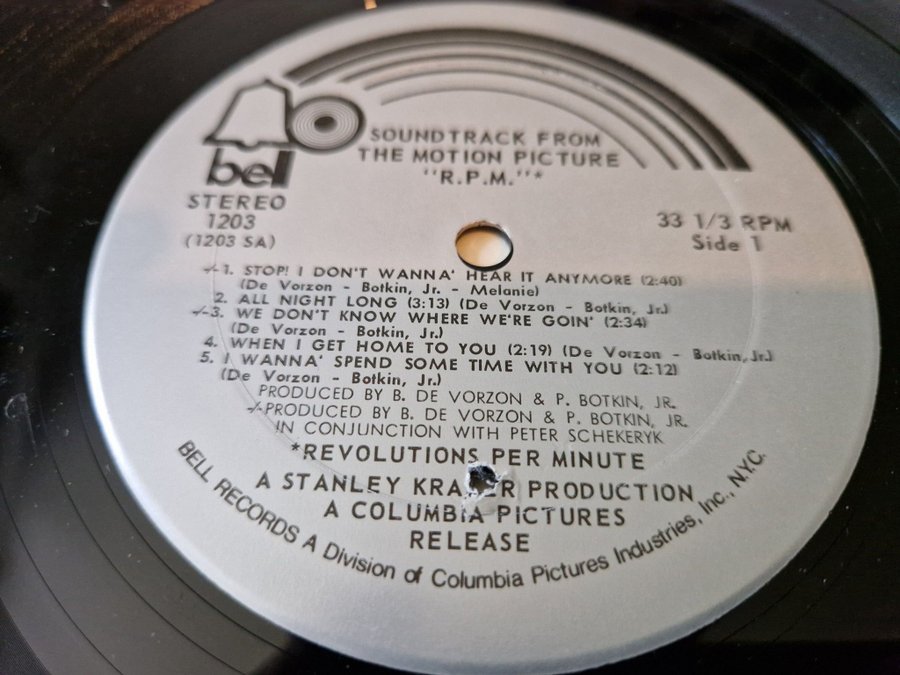 bell
SOUNDTRACK FROM
THE MOTION PICTURE
"R.P.M."*
STEREO
1203
(1203 SA)
33 1/3 RPM
Side 1
-/-1. STOP! I DON'T WANNA' HEAR IT ANYMORE (2:40)
(De Vorzon - Botkin, Jr. - Melanie)
2. ALL NIGHT LONG (3:13) (De Vorzon - Botkin, Jr.)
-/-3. WE DON'T KNOW WHERE WE'RE GOIN' (2:34)
(De Vorzon - Botkin, Jr.)
4. WHEN I GET HOME TO YOU (2:19) (De Vorzon - Botkin, Jr.)
5. I WANNA' SPEND SOME TIME WITH YOU (2:12)
(De Vorzon - Botkin, Jr.)
PRODUCED BY B. DE VORZON & P. BOTKIN, JR.
-/-PRODUCED BY B. DE VORZON & P. BOTKIN, JR.
IN CONJUNCTION WITH PETER SCHEKERYK
*REVOLUTIONS PER MINUTE
A STANLEY PRODUCTION
A COLUMBIA PICTURES
RELEASE
BELL RECORDS A Division of Columbia Pictures Industries, Inc., N.Y.C.